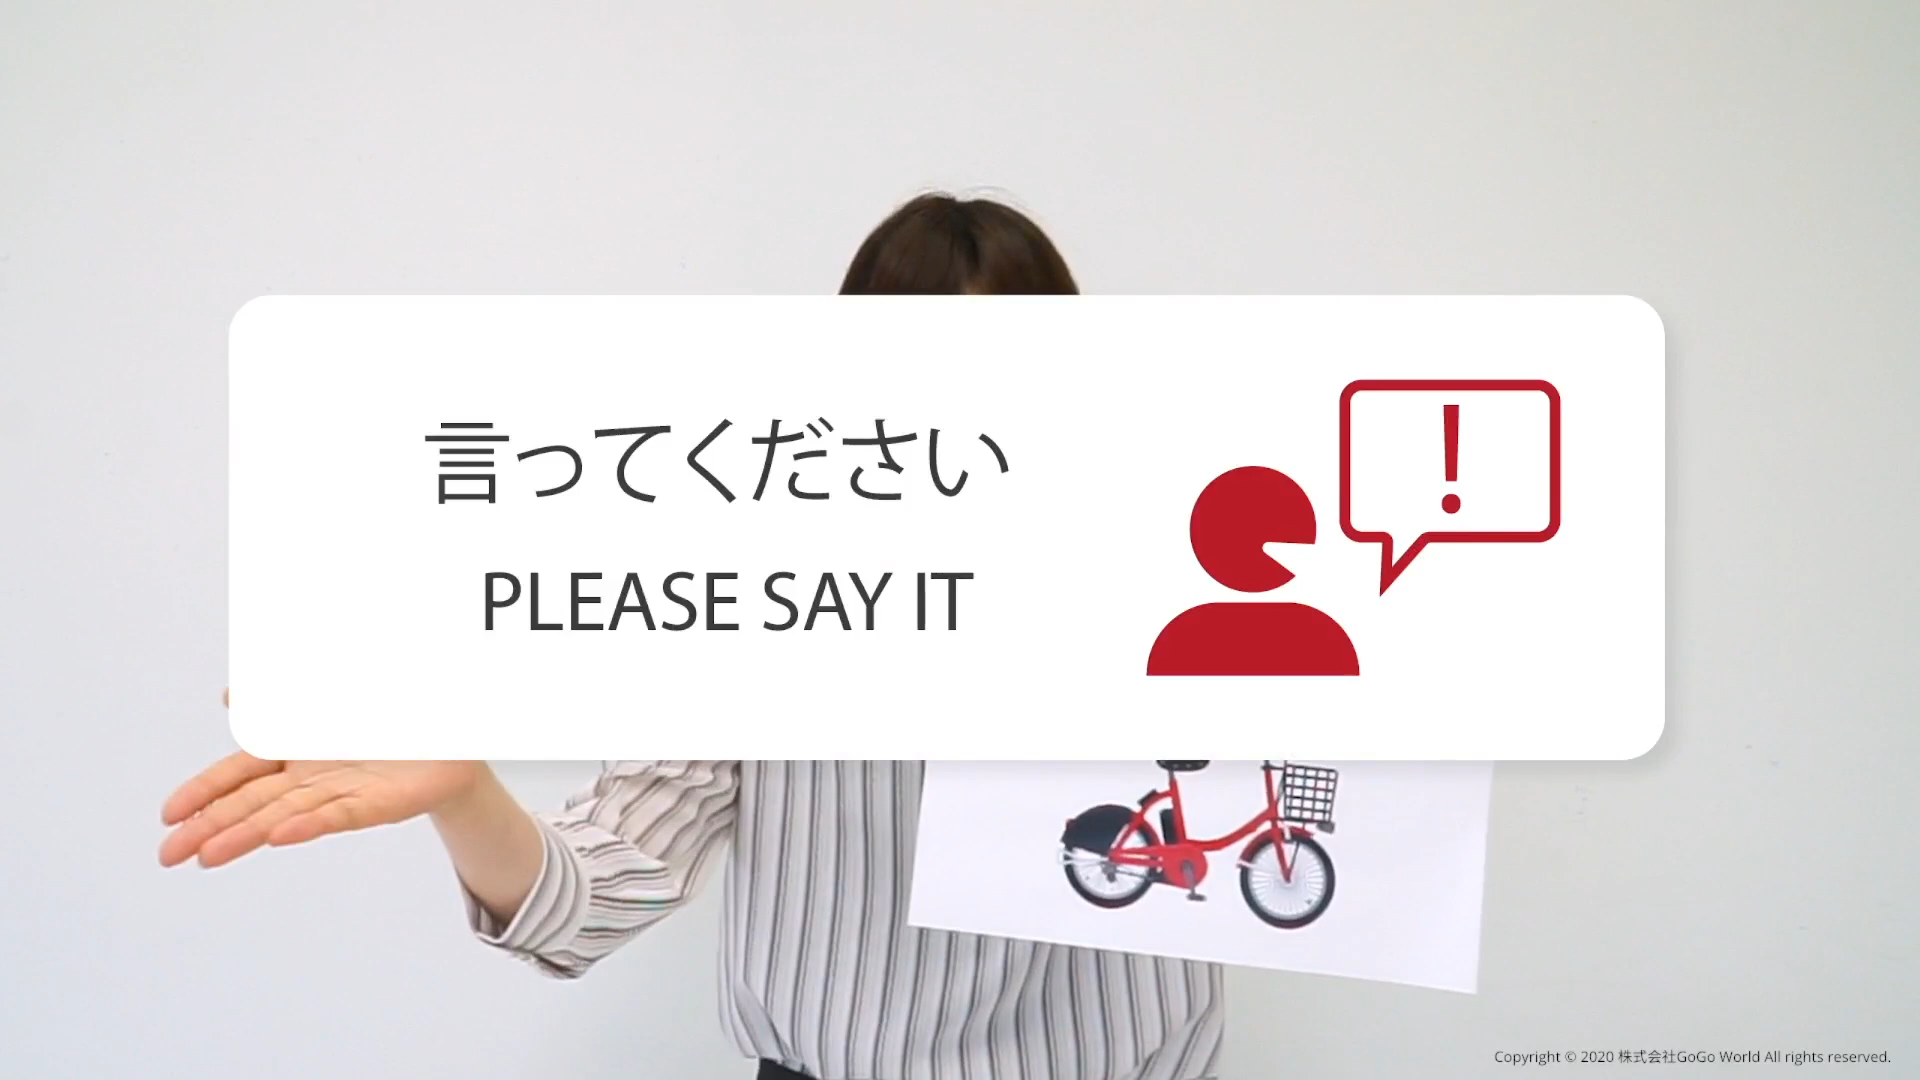 言ってください
PLEASE SAY IT
!
Copyright © 2020 株式会社GoGo World All rights reserved.